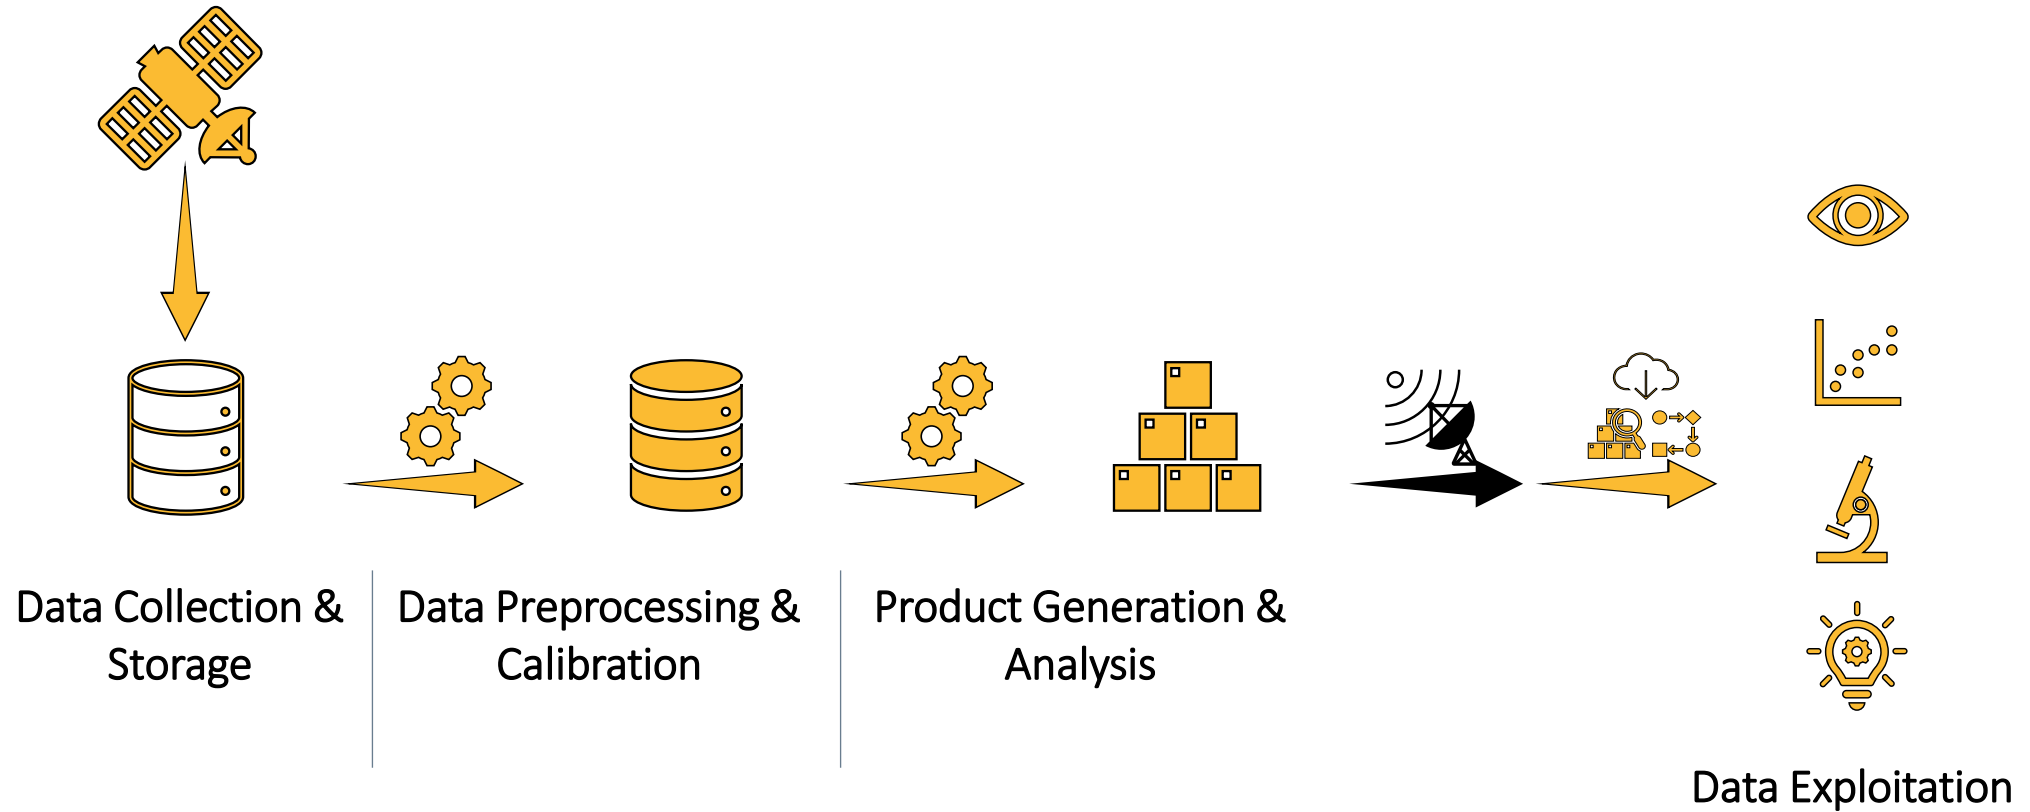 Data Collection &
Storage
Data Preprocessing &
Calibration
Product Generation &
Analysis
Data Exploitation